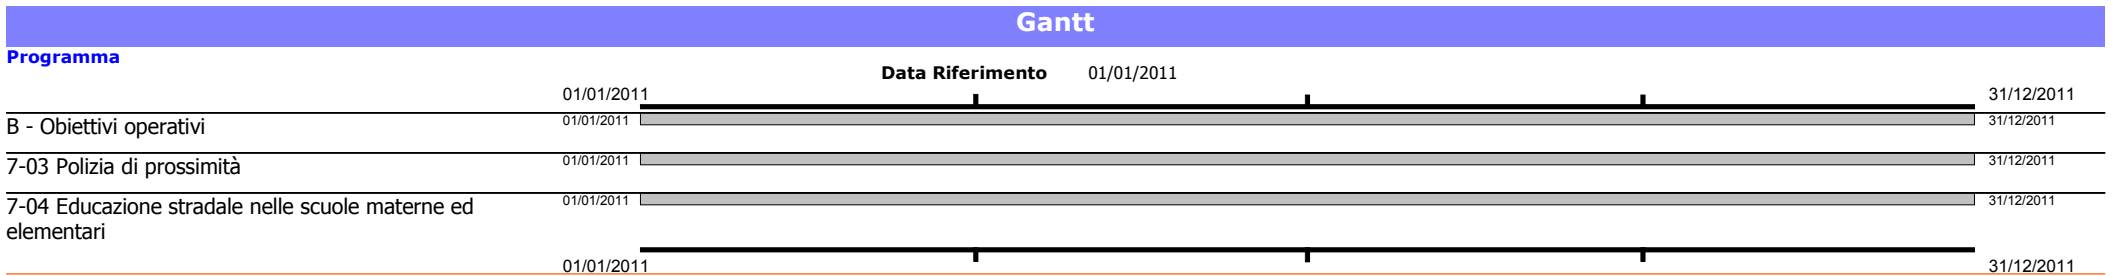 Gantt
Programma
Data Riferimento 01/01/2011
01/01/2011 31/12/2011
B - Obiettivi operativi 01/01/2011 31/12/2011
7-03 Polizia di prossimità 01/01/2011 31/12/2011
7-04 Educazione stradale nelle scuole materne ed 01/01/2011 31/12/2011
elementari
01/01/2011 31/12/2011